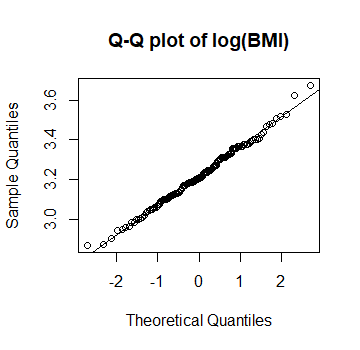 Q-Q plot of log(BMI)
Sample Quantiles
3.6
3.4
3.2
3.0
-2 -1 0 1 2
Theoretical Quantiles